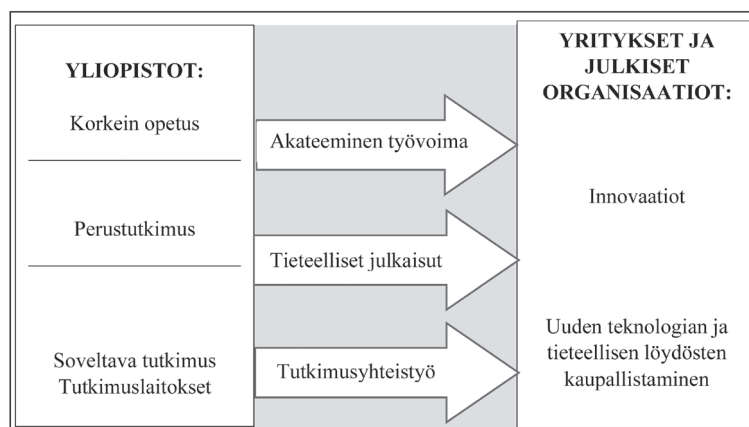 YLIOPISTOT:
Korkein opetus
Perustutkimus
Soveltava tutkimus
Tutkimuslaitokset
Akateeminen työvoima
Tieteelliset julkaisut
Tutkimusyhteistyö
YRITYKSET JA
JULKISET
ORGANISAATIOT:
Innovaatiot
Uuden teknologian ja
tieteellisen löydösten
kaupallistaminen